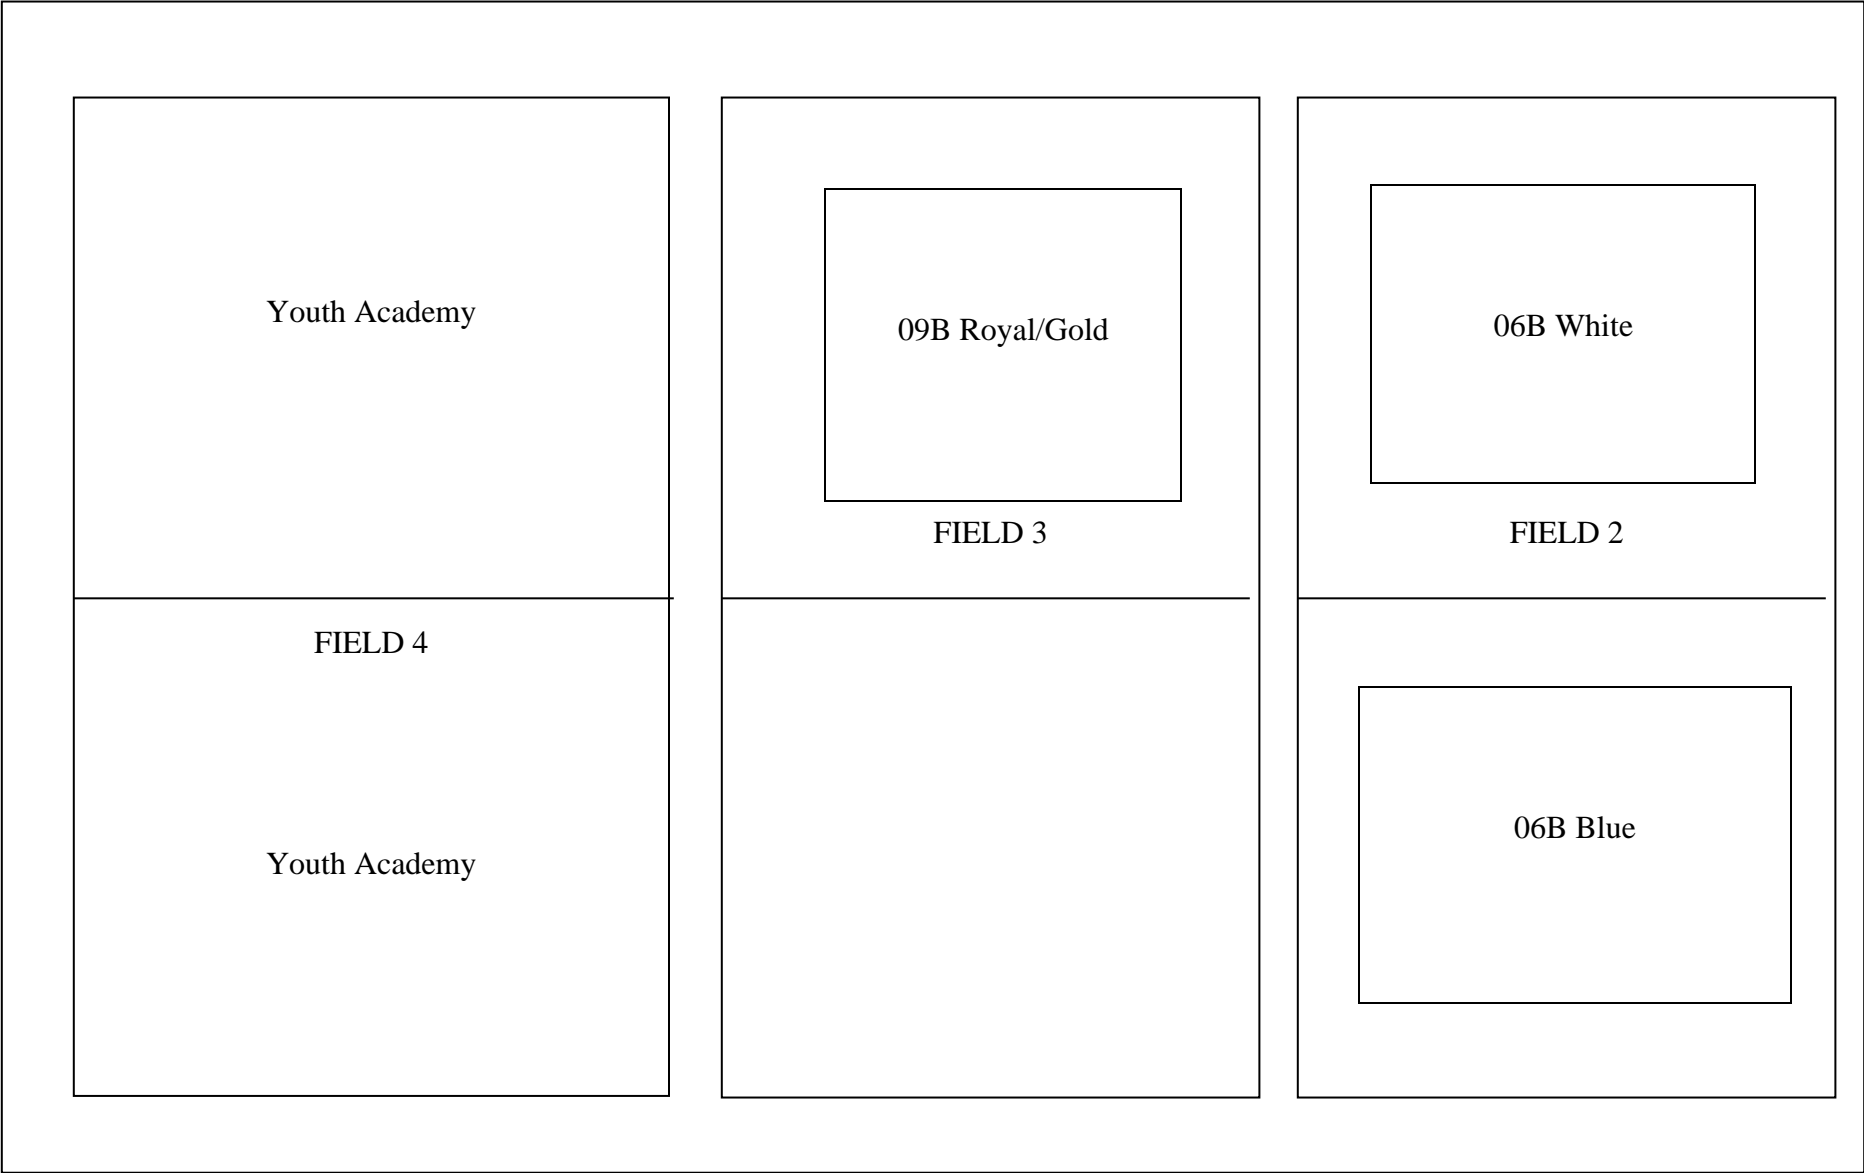 Youth Academy
FIELD 4
Youth Academy
09B Royal/Gold
FIELD 3
06B White
FIELD 2
06B Blue